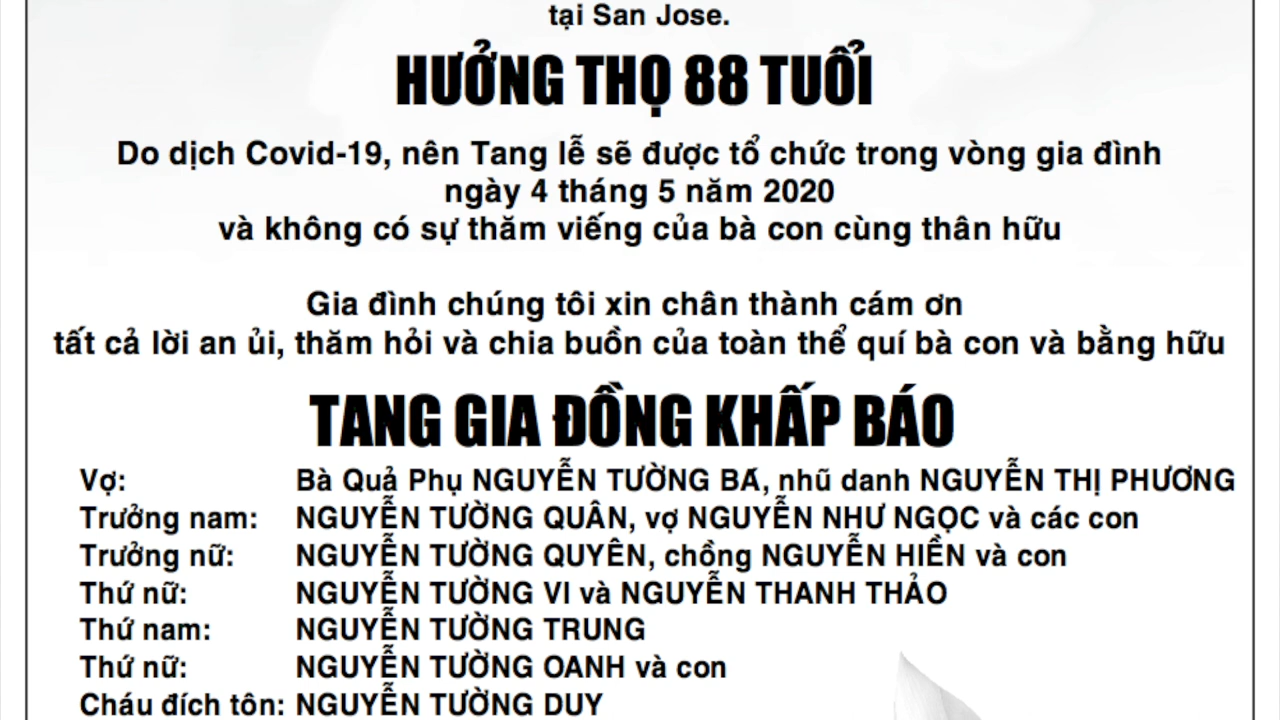 tại San Jose.
HƯỞNG THỌ 88 TUỔI
Do dịch Covid-19, nên Tang lễ sẽ được tổ chức trong vòng gia đình
ngày 4 tháng 5 năm 2020
và không có sự thăm viếng của bà con cùng thân hữu
Gia đình chúng tôi xin chân thành cám ơn
tất cả lời an ủi, thăm hỏi và chia buồn của toàn thể quí bà con và bằng hữu
TANG GIA ĐỒNG KHẤP BÁO
Vợ: Bà Quả Phụ NGUYỄN TƯỜNG BÁ, nhũ danh NGUYỄN THỊ PHƯƠNG
Trưởng nam: NGUYỄN TƯỜNG QUÂN, vợ NGUYỄN NHƯ NGỌC và các con
Trưởng nữ: NGUYỄN TƯỜNG QUYÊN, chồng NGUYỄN HIỀN và con
Thứ nữ: NGUYỄN TƯỜNG VI và NGUYỄN THANH THẢO
Thứ nam: NGUYỄN TƯỜNG TRUNG
Thứ nữ: NGUYỄN TƯỜNG OANH và con
Cháu đích tôn: NGUYỄN TƯỜNG DUY